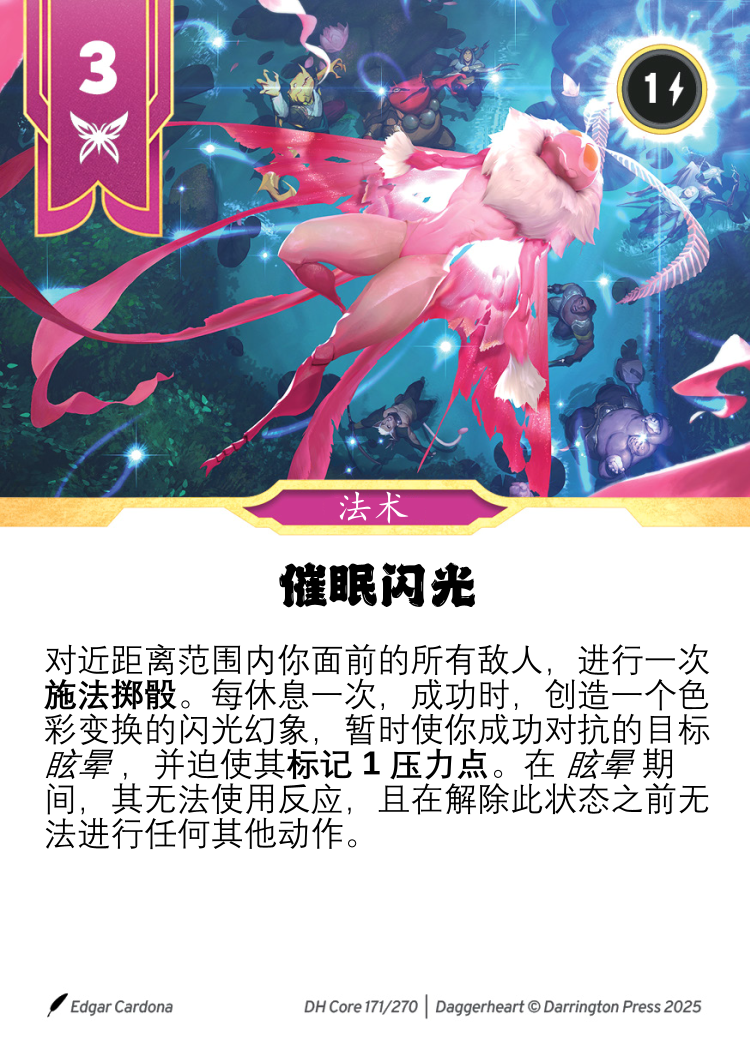 3
1
法术
催眠闪光
对近距离范围内你面前的所有敌人，进行一次
施法掷骰。每休息一次，成功时，创造一个色
彩变换的闪光幻象，暂时使你成功对抗的目标
眩晕，并迫使其标记 1 压力点。在 眩晕 期
间，其无法使用反应，且在解除此状态之前无
法进行任何其他动作。
Edgar Cardona
DH Core 171/270 | Daggerheart © Darrington Press 2025